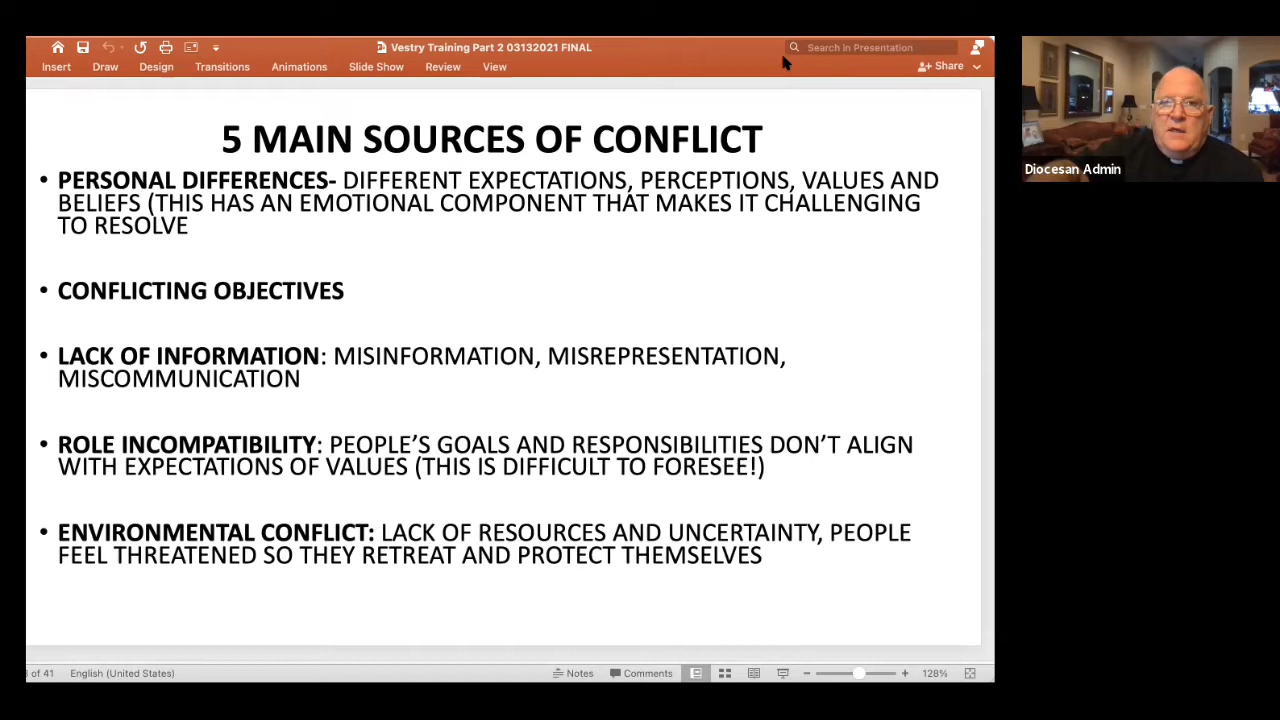 Vestry Training Part 2 03132021 FINAL
Search in Presentation
Insert Draw Design Transitions Animations Slide Show Review View
Share
5 MAIN SOURCES OF CONFLICT
• PERSONAL DIFFERENCES- DIFFERENT EXPECTATIONS, PERCEPTIONS, VALUES AND
BELIEFS (THIS HAS AN EMOTIONAL COMPONENT THAT MAKES IT CHALLENGING
TO RESOLVE
• CONFLICTING OBJECTIVES
• LACK OF INFORMATION: MISINFORMATION, MISREPRESENTATION,
MISCOMMUNICATION
• ROLE INCOMPATIBILITY: PEOPLE'S GOALS AND RESPONSIBILITIES DON'T ALIGN
WITH EXPECTATIONS OF VALUES (THIS IS DIFFICULT TO FORESEE!)
• ENVIRONMENTAL CONFLICT: LACK OF RESOURCES AND UNCERTAINTY, PEOPLE
FEEL THREATENED SO THEY RETREAT AND PROTECT THEMSELVES
of 41 English (United States) Notes Comments 128%
Diocesan Admin